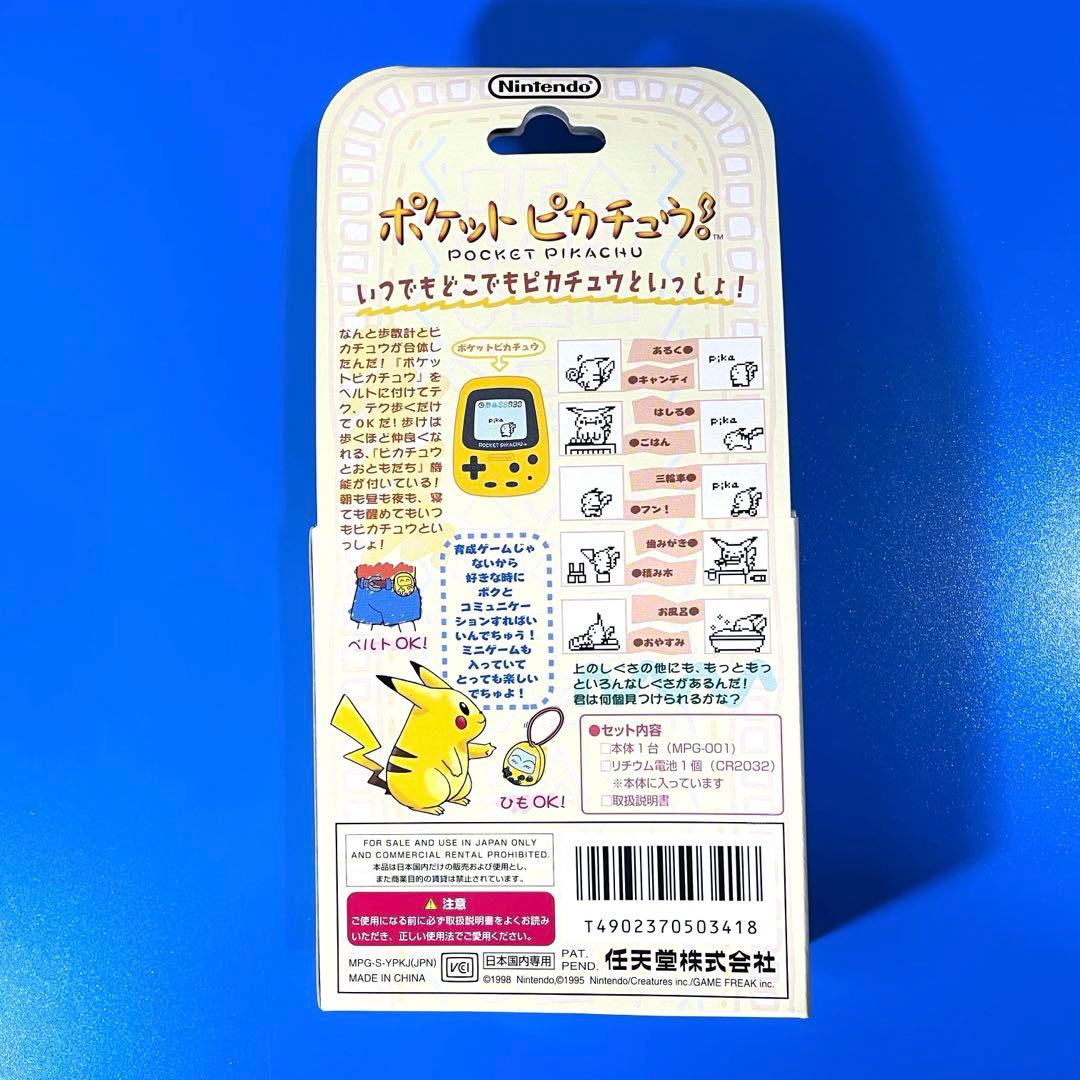 Nintendo®
ポケットピカチュウ!™
POCKET PIKACHU
いつでもどこでもピカチュウといっしょ!
なんと歩数計とピ
カチュウが合体し
たんだ!『ポケッ
トピカチュウ』を
ベルトに付けてテ
ク、テク歩くだけ
でOKだ!歩けば
歩くほど仲良くな
れる、『ピカチュウ
とおともだち』機
能が付いている!
朝も昼も夜も、寝
ても醒めてもいつ
もピカチュウとい
っしょ!
ポケットピカチュウ
pika
POCKET PIKACHU
Nintendo
あるく●
●キャンディ
pika
はしる●
●ごはん
pika
三輪車●
●フン!
pika
歯みがき●
●積み木
お風呂●
●おやすみ
上のしぐさの他にも、もっともっ
といろんなしぐさがあるんだ!
君は何個見つけられるかな?
育成ゲームじゃ
ないから
好きな時に
ボクと
コミュニケー
ションすればい
いんでちゅう!
ミニゲームも
入っていて
とっても楽しい
でちゅよ!
ベルトOK!
ひもOK!
●セット内容
□本体1台(MPG-001)
□リチウム電池1個(CR2032)
※本体に入っています
□取扱説明書
FOR SALE AND USE IN JAPAN ONLY
AND COMMERCIAL RENTAL PROHIBITED.
本品は日本国内だけの販売および使用とし、
また商業目的の賃貸は禁止されています。
⚠注意
ご使用になる前に必ず取扱説明書をよくお読み
いただき、正しい使用法でご愛用ください。
T4902370503418
MPG-S-YPKJ(JPN)
MADE IN CHINA
VCI
日本国内専用
PAT.
PEND.
任天堂株式会社
©1998 Nintendo,©1995 Nintendo/Creatures inc./GAME FREAK inc.